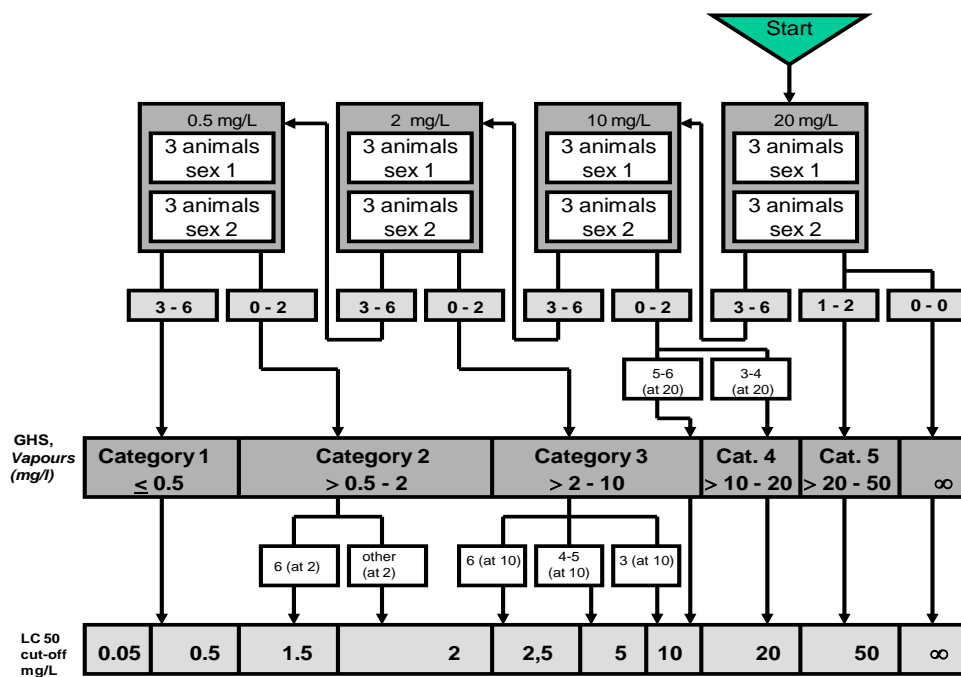 Start
0.5 mg/L
3 animals
sex 1
3 animals
sex 2
2 mg/L
3 animals
sex 1
3 animals
sex 2
10 mg/L
3 animals
sex 1
3 animals
sex 2
20 mg/L
3 animals
sex 1
3 animals
sex 2
3 - 6
0 - 2
3 - 6
0 - 2
3 - 6
0 - 2
3 - 6
1 - 2
0 - 0
5-6
(at 20)
3-4
(at 20)
GHS,
Vapours
(mg/l)
Category 1
≤ 0.5
Category 2
> 0.5 - 2
Category 3
> 2 - 10
Cat. 4
> 10 - 20
Cat. 5
> 20 - 50
∞
6 (at 2)
other
(at 2)
6 (at 10)
4-5
(at 10)
3 (at 10)
LC 50
cut-off
mg/L
0.05
0.5
1.5
2
2,5
5
10
20
50
∞